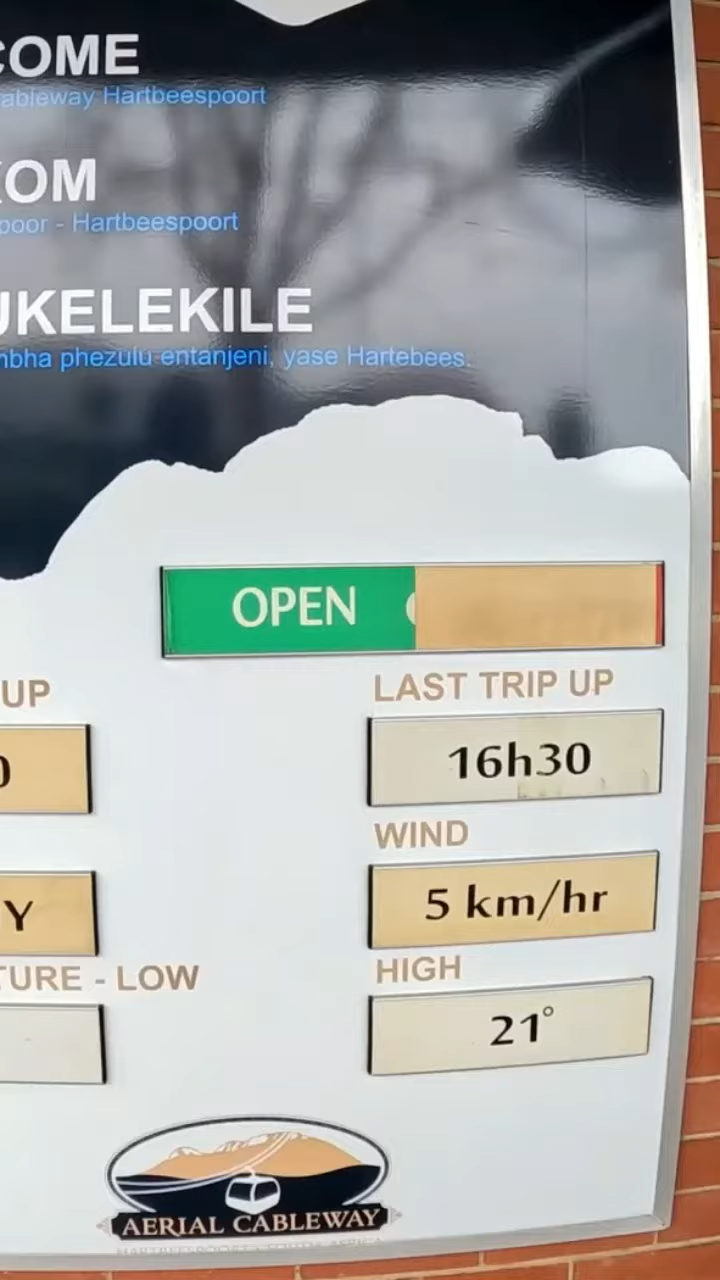 COME
ableway Hartbeespoort
KOM
poor - Hartbeespoort
UKELEKILE
mbha phezulu entanjeni, yase Hartebees.
OPEN
UP
LAST TRIP UP
0
16h30
WIND
Y
5 km/hr
TURE - LOW
HIGH
21°
AERIAL CABLEWAY